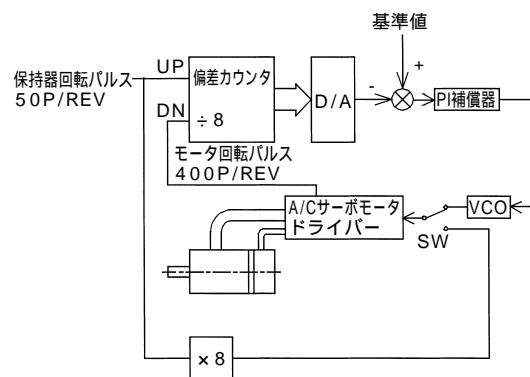 基準値
保持器回転パルス
50P/REV
UP
偏差カウンタ
DN
÷8
D/A
-
+
PI補償器
モータ回転パルス
400P/REV
A/Cサーボモータ
ドライバー
VCO
SW
×8